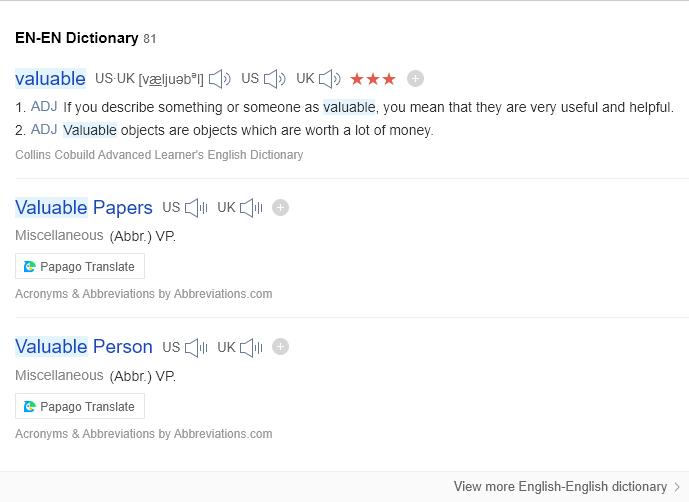 EN-EN Dictionary 81
valuable US·UK [væljuəbᵊl] US UK ★★★
1. ADJ If you describe something or someone as valuable, you mean that they are very useful and helpful.
2. ADJ Valuable objects are objects which are worth a lot of money.
Collins Cobuild Advanced Learner's English Dictionary
Valuable Papers US UK
Miscellaneous (Abbr.) VP.
Papago Translate
Acronyms & Abbreviations by Abbreviations.com
Valuable Person US UK
Miscellaneous (Abbr.) VP.
Papago Translate
Acronyms & Abbreviations by Abbreviations.com
View more English-English dictionary >